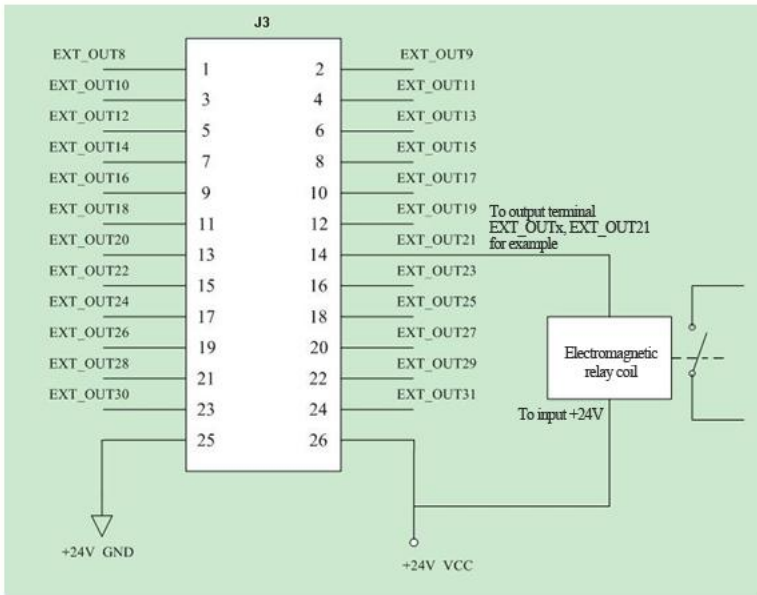 J3
EXT_OUT8
1
2
EXT_OUT9
EXT_OUT10
3
4
EXT_OUT11
EXT_OUT12
5
6
EXT_OUT13
EXT_OUT14
7
8
EXT_OUT15
EXT_OUT16
9
10
EXT_OUT17
EXT_OUT18
11
12
EXT_OUT19
EXT_OUT20
13
14
EXT_OUT21
EXT_OUT22
15
16
EXT_OUT23
EXT_OUT24
17
18
EXT_OUT25
EXT_OUT26
19
20
EXT_OUT27
EXT_OUT28
21
22
EXT_OUT29
EXT_OUT30
23
24
EXT_OUT31
25
26
To output terminal
EXT_OUTx, EXT_OUT21
for example
Electromagnetic
relay coil
To input +24V
+24V GND
+24V VCC